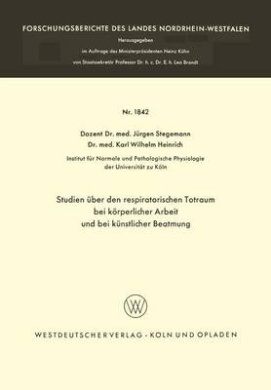 FORSCHUNGSBERICHTE DES LANDES NORDRHEIN-WESTFALEN
Herausgegeben
im Auftrage des Ministerpräsidenten Heinz Kühn
von Staatssekretär Professor Dr. h. c. Dr. E. h. Leo Brandt
Nr. 1842
Dozent Dr. med. Jürgen Stegemann
Dr. med. Karl Wilhelm Heinrich
Institut für Normale und Pathologische Physiologie
der Universität zu Köln
Studien über den respiratorischen Totraum
bei körperlicher Arbeit
und bei künstlicher Beatmung
WESTDEUTSCHER VERLAG · KÖLN UND OPLADEN